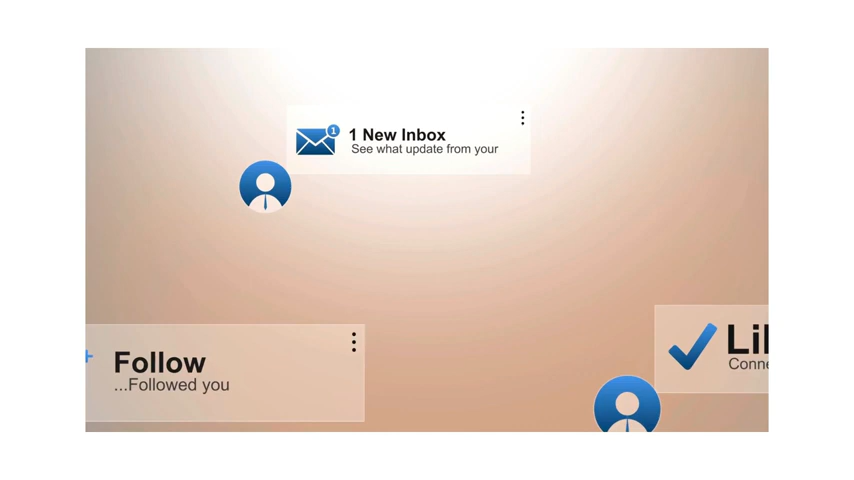 1
1 New Inbox
See what update from your
Follow
...Followed you